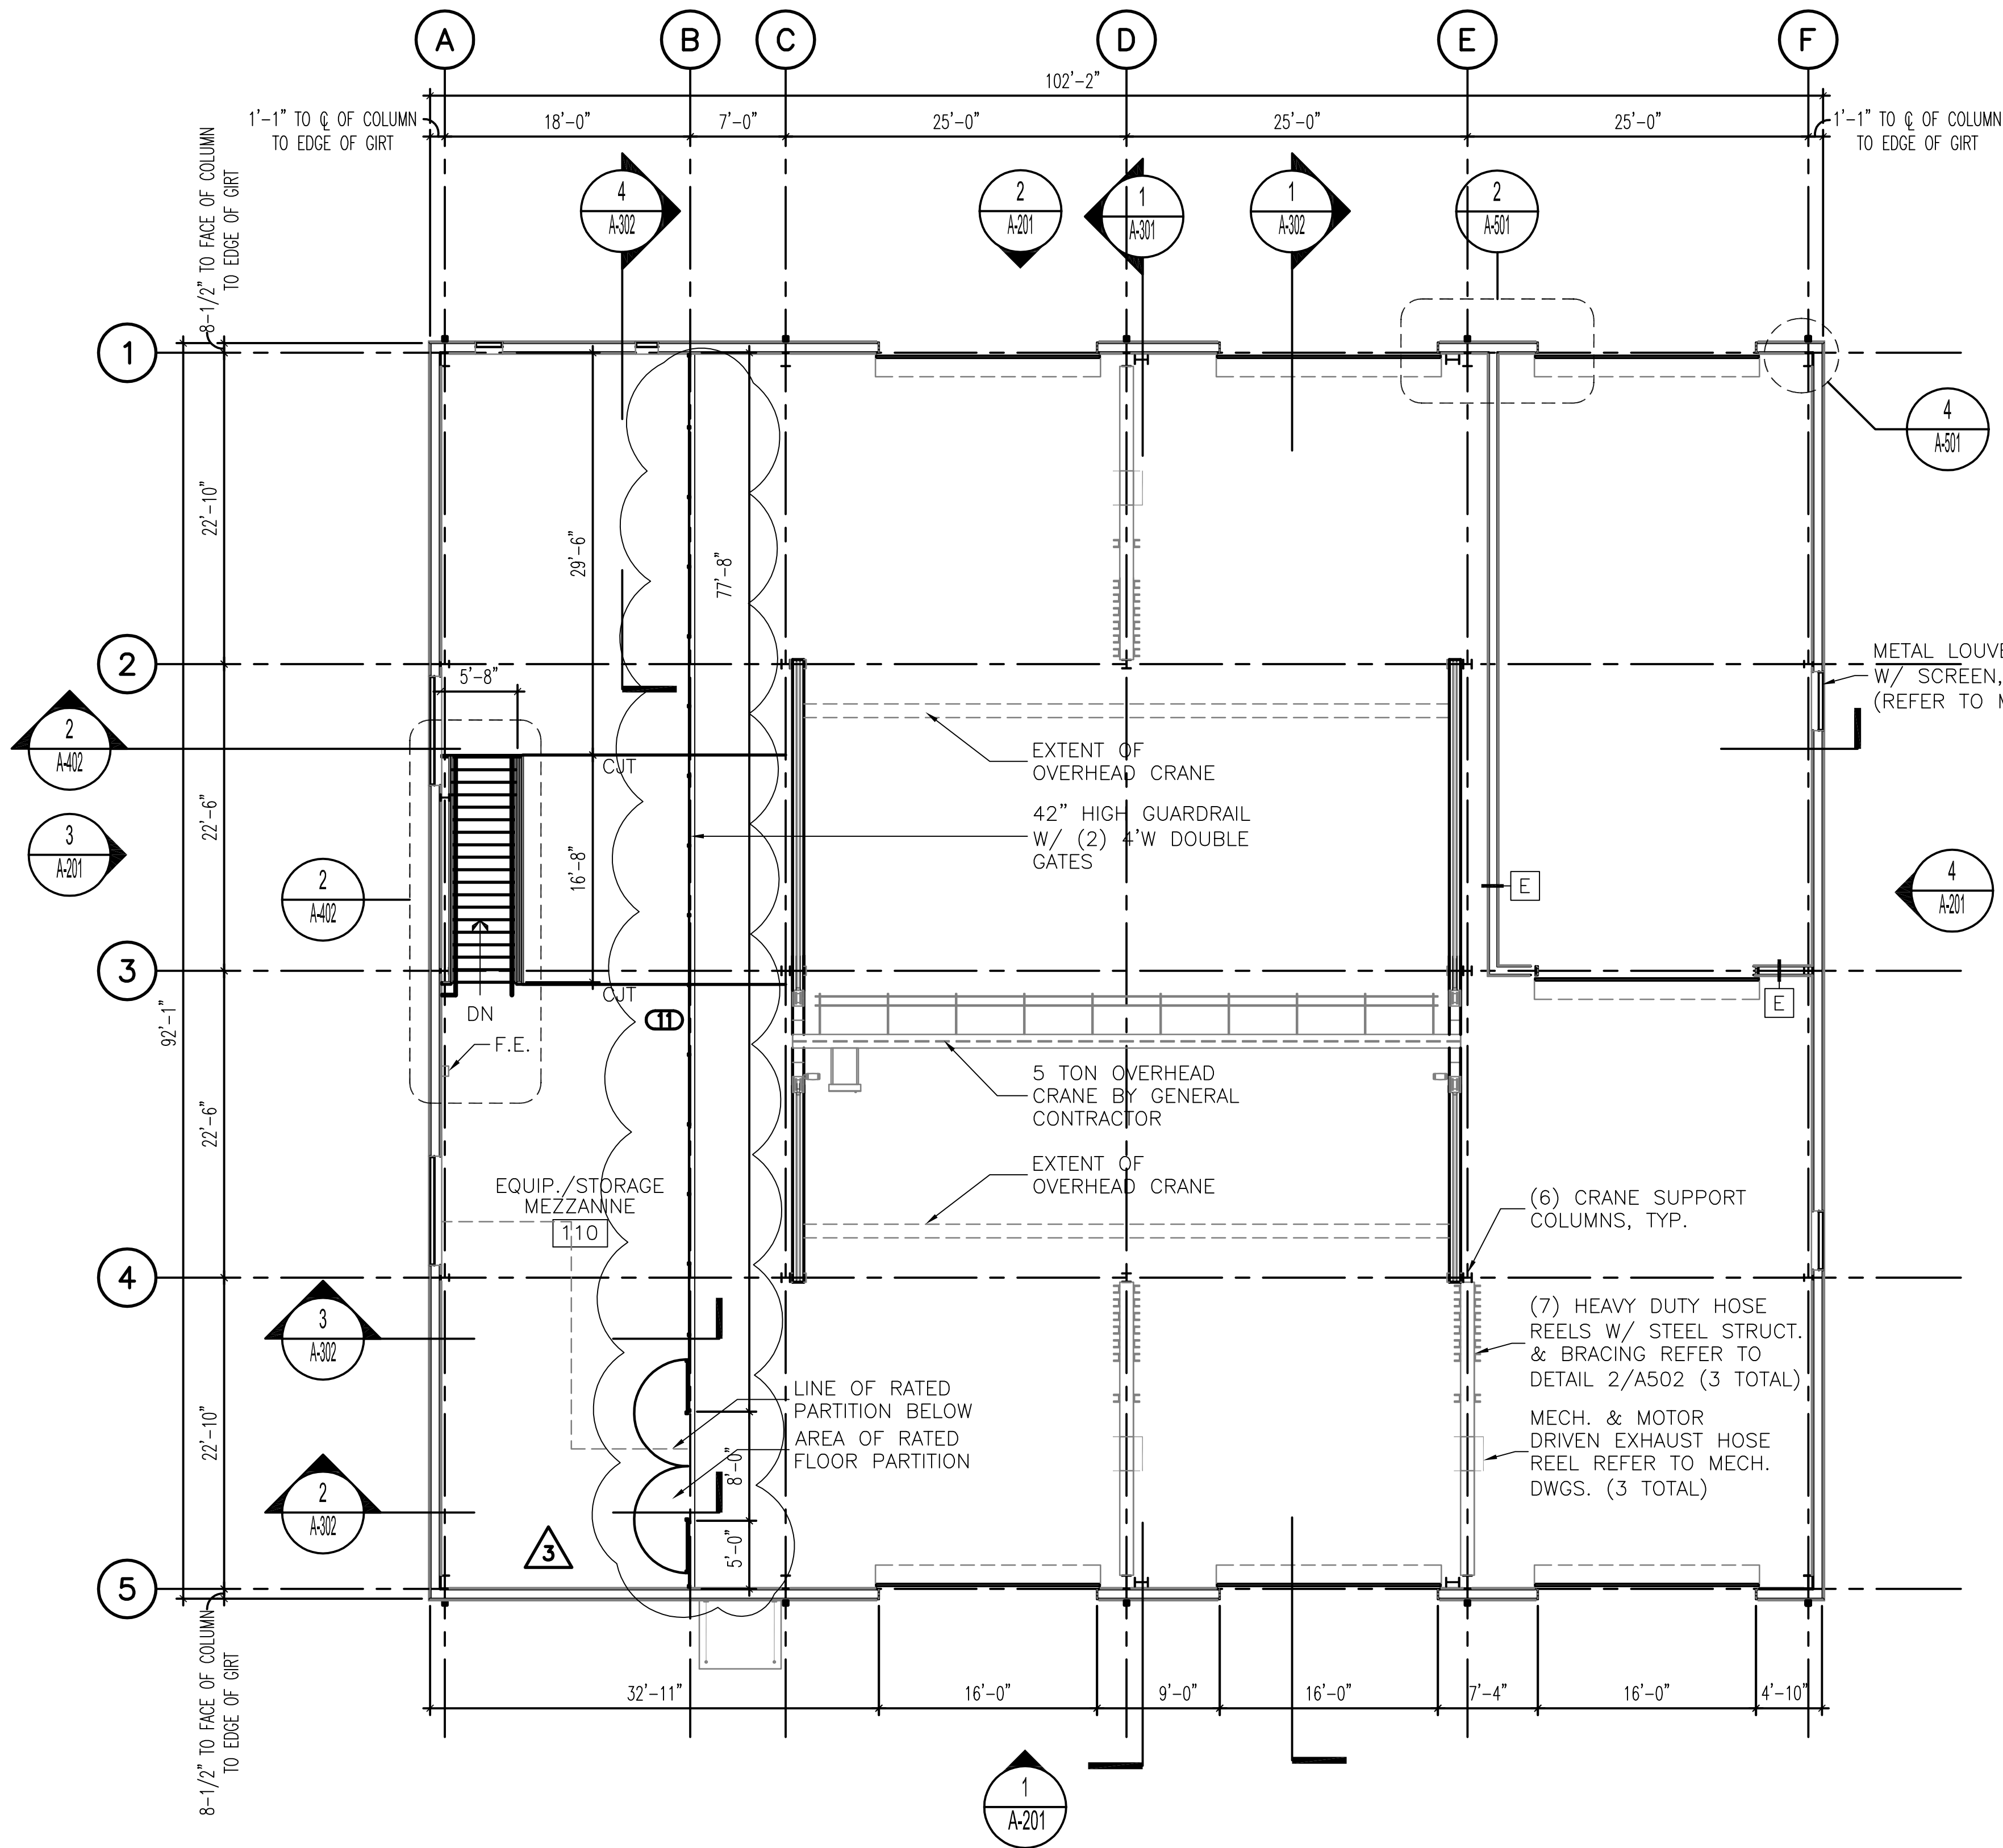 A
B
C
D
E
F
102'-2"
1'-1" TO ℄ OF COLUMN
TO EDGE OF GIRT
18'-0"
7'-0"
25'-0"
25'-0"
25'-0"
1'-1" TO ℄ OF COLUMN
TO EDGE OF GIRT
8-1/2" TO FACE OF COLUMN
TO EDGE OF GIRT
4
A-302
2
A-201
1
A-301
1
A-302
2
A-501
1
4
A-501
22'-10"
29'-6"
77'-8"
2
METAL LOUVE
W/ SCREEN,
(REFER TO M
5'-8"
2
A-402
CJT
EXTENT OF
OVERHEAD CRANE
42" HIGH GUARDRAIL
W/ (2) 4'W DOUBLE
GATES
22'-6"
16'-8"
3
A-201
2
A-402
E
4
A-201
3
CJT
E
92'-1"
DN
11
F.E.
5 TON OVERHEAD
CRANE BY GENERAL
CONTRACTOR
22'-6"
EXTENT OF
OVERHEAD CRANE
EQUIP./STORAGE
MEZZANINE
110
(6) CRANE SUPPORT
COLUMNS, TYP.
4
3
A-302
(7) HEAVY DUTY HOSE
REELS W/ STEEL STRUCT.
& BRACING REFER TO
DETAIL 2/A502 (3 TOTAL)
LINE OF RATED
PARTITION BELOW
AREA OF RATED
FLOOR PARTITION
MECH. & MOTOR
DRIVEN EXHAUST HOSE
REEL REFER TO MECH.
DWGS. (3 TOTAL)
22'-10"
8'-0"
2
A-302
3
5'-0"
5
8-1/2" TO FACE OF COLUMN
TO EDGE OF GIRT
32'-11"
16'-0"
9'-0"
16'-0"
7'-4"
16'-0"
4'-10"
1
A-201